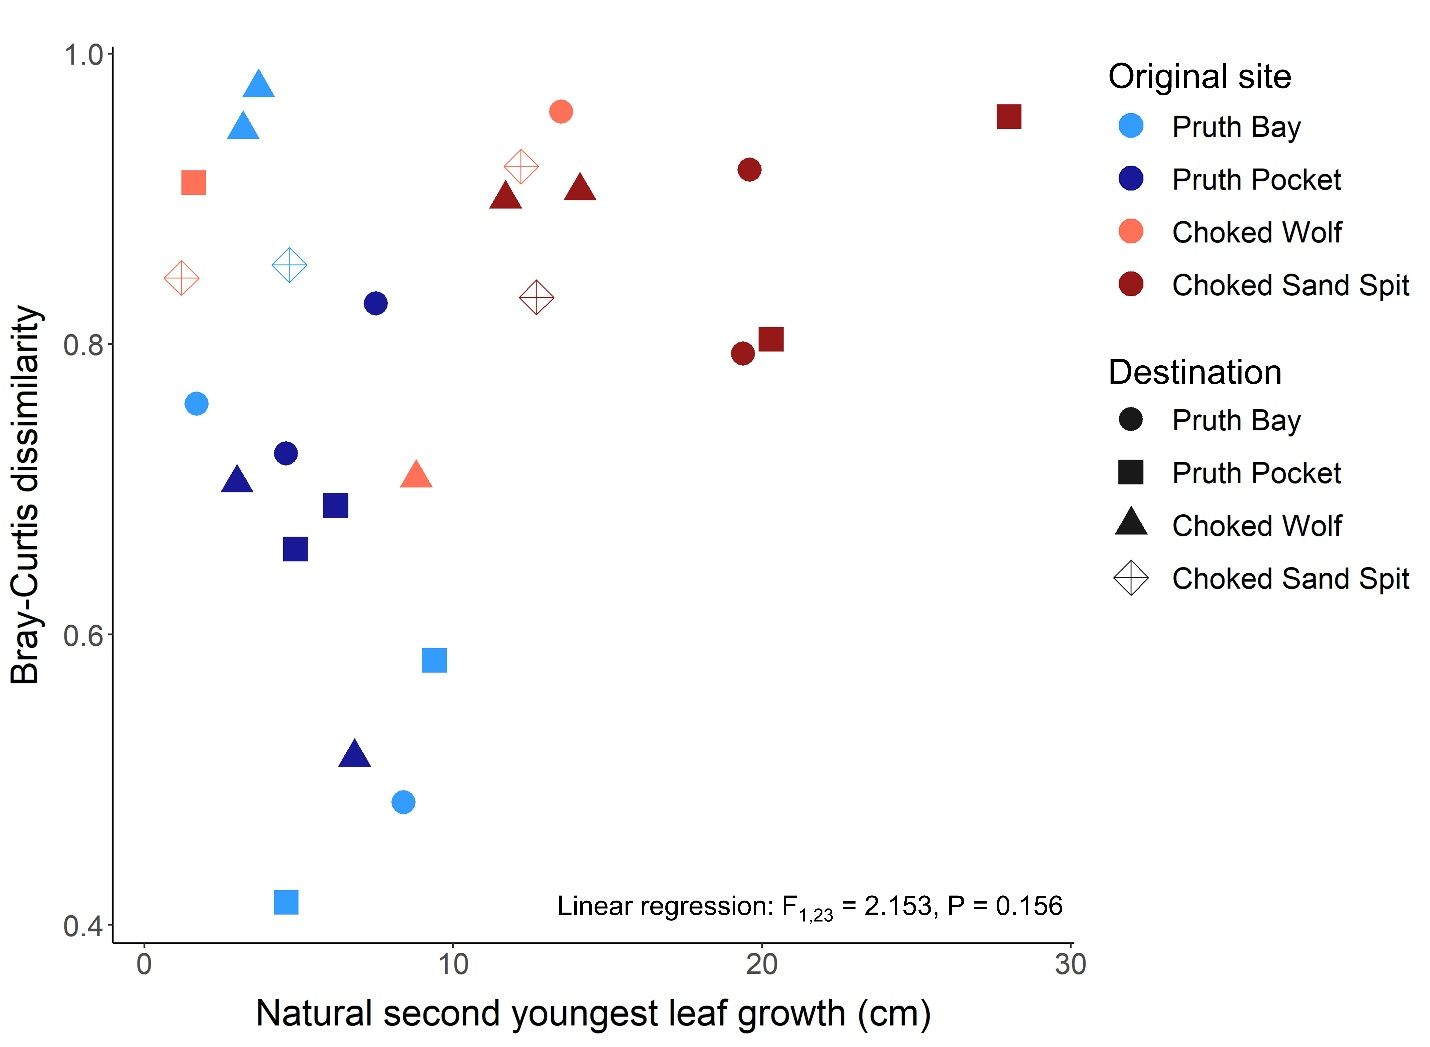 1.0
0.8
0.6
0.4
Bray-Curtis dissimilarity
0
10
20
30
Natural second youngest leaf growth (cm)
Linear regression: F1,23 = 2.153, P = 0.156
Original site
Pruth Bay
Pruth Pocket
Choked Wolf
Choked Sand Spit
Destination
Pruth Bay
Pruth Pocket
Choked Wolf
Choked Sand Spit